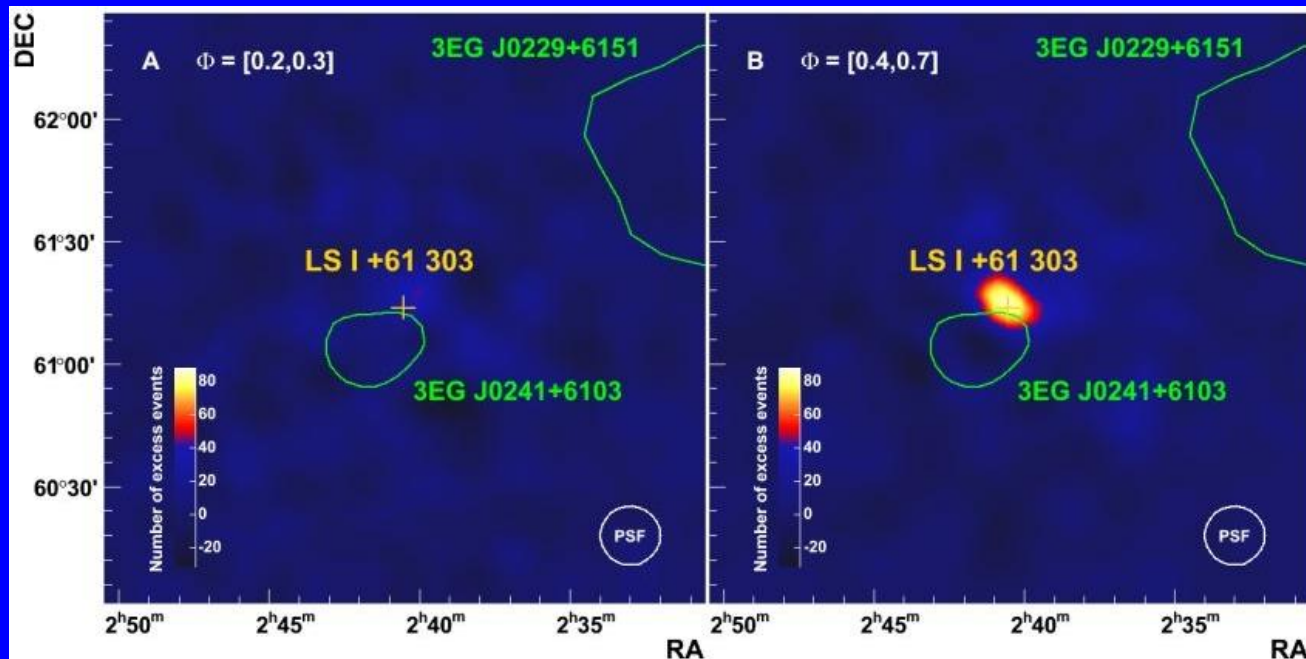 DEC
A Φ = [0.2,0.3]
3EG J0229+6151
62°00'
61°30'
61°00'
60°30'
LS I +61 303
3EG J0241+6103
Number of excess events
80
60
40
20
0
-20
PSF
2h50m
2h45m
2h40m
2h35m
RA
B Φ = [0.4,0.7]
3EG J0229+6151
LS I +61 303
3EG J0241+6103
Number of excess events
80
60
40
20
0
-20
PSF
2h50m
2h45m
2h40m
2h35m
RA